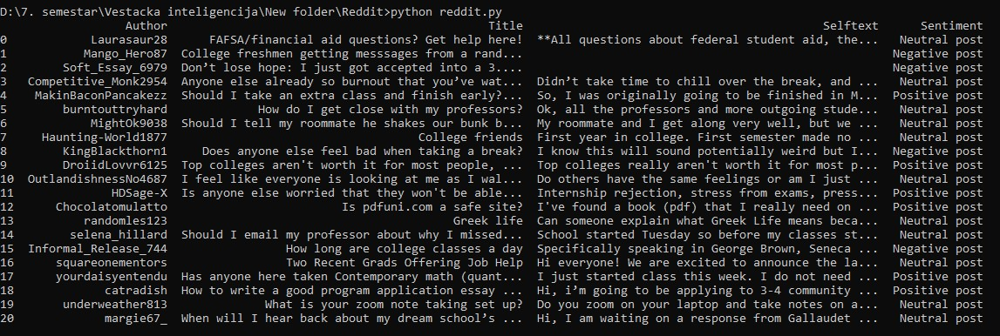 D:\7. semestar\Vestacka inteligencija\New folder\Reddit>python reddit.py
Author Title Selftext Sentiment
0 Laurasaur28 FAFSA/financial aid questions? Get help here! **All questions about federal student aid, the... Neutral post
1 Mango_Hero87 College freshmen getting messsages from a rand... Negative post
2 Soft_Essay_6979 Don’t lose hope: I just got accepted into a 3.... Negative post
3 Competitive_Monk2954 Anyone else already so burnout that you’ve wat... Didn’t take time to chill over the break, and ... Neutral post
4 MakinBaconPancakezz Should I take an extra class and finish early?... So, I was originally going to be finished in M... Positive post
5 burntouttryhard How do I get close with my professors? Ok, all the professors and more outgoing stude... Neutral post
6 MightOk9038 Should I tell my roommate he shakes our bunk b... My roommate and I get along very well, but we ... Neutral post
7 Haunting-World1877 College friends First year in college. First semester made no ... Neutral post
8 KingBlackthorn1 Does anyone else feel bad when taking a break? I know this will sound potentially weird but I... Negative post
9 DroiidLovvr6125 Top colleges aren't worth it for most people, ... Top colleges really aren't worth it for most p... Positive post
10 OutlandishnessNo4687 I feel like everyone is looking at me as I wal... Do others have the same feelings or am I just ... Neutral post
11 HDSage-X Is anyone else worried that they won't be able... Internship rejection, stress from exams, press... Positive post
12 Chocolatomulatto Is pdfuni.com a safe site? I've found a book (pdf) that I really need on ... Positive post
13 randomles123 Greek life Can someone explain what Greek Life means beca... Neutral post
14 selena_hillard Should I email my professor about why I missed... School started Tuesday so before my classes st... Neutral post
15 Informal_Release_744 How long are college classes a day Specifically speaking in George Brown, Seneca ... Negative post
16 squareonementors Two Recent Grads Offering Job Help Hi everyone! We are excited to announce the la... Neutral post
17 yourdaisyentendu Has anyone here taken Contemporary math (quant... I just started class this week. I do not need ... Positive post
18 catradish How to write a good program application essay ... Hi, i’m going to be applying to 3-4 community ... Positive post
19 underweather813 What is your zoom note taking set up? Do you zoom on your laptop and take notes on a... Neutral post
20 margie67_ When will I hear back about my dream school’s ... Hi, I am waiting on a response from Gallaudet ... Neutral post